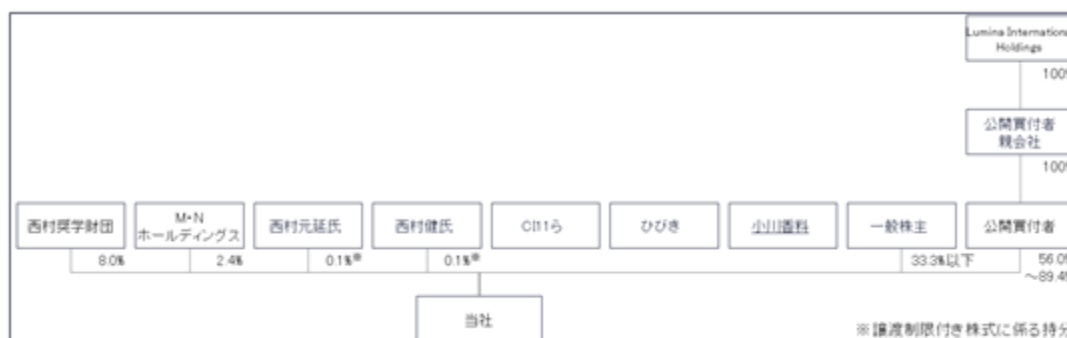 Lumina Internationa
Holdings
100%
公開買付者
親会社
100%
西村奨学財団
M・N
ホールディングス
西村元延氏
西村健氏
CI11ら
ひびき
小川香料
一般株主
公開買付者
8.0%
2.4%
0.1%※
0.1%※
33.3%以下
56.0%
～89.4%
当社
※譲渡制限付き株式に係る持分